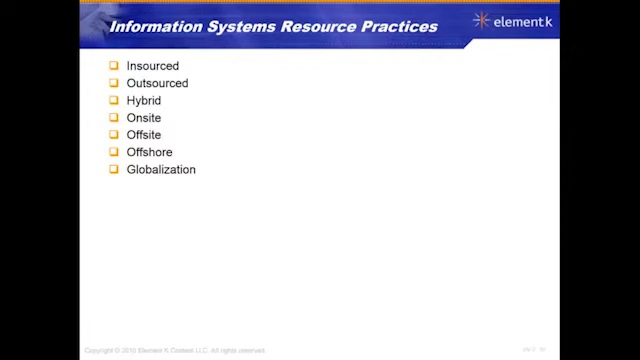 Information Systems Resource Practices
element k
Insourced
Outsourced
Hybrid
Onsite
Offsite
Offshore
Globalization
Copyright © 2010 Element K Content LLC. All rights reserved.